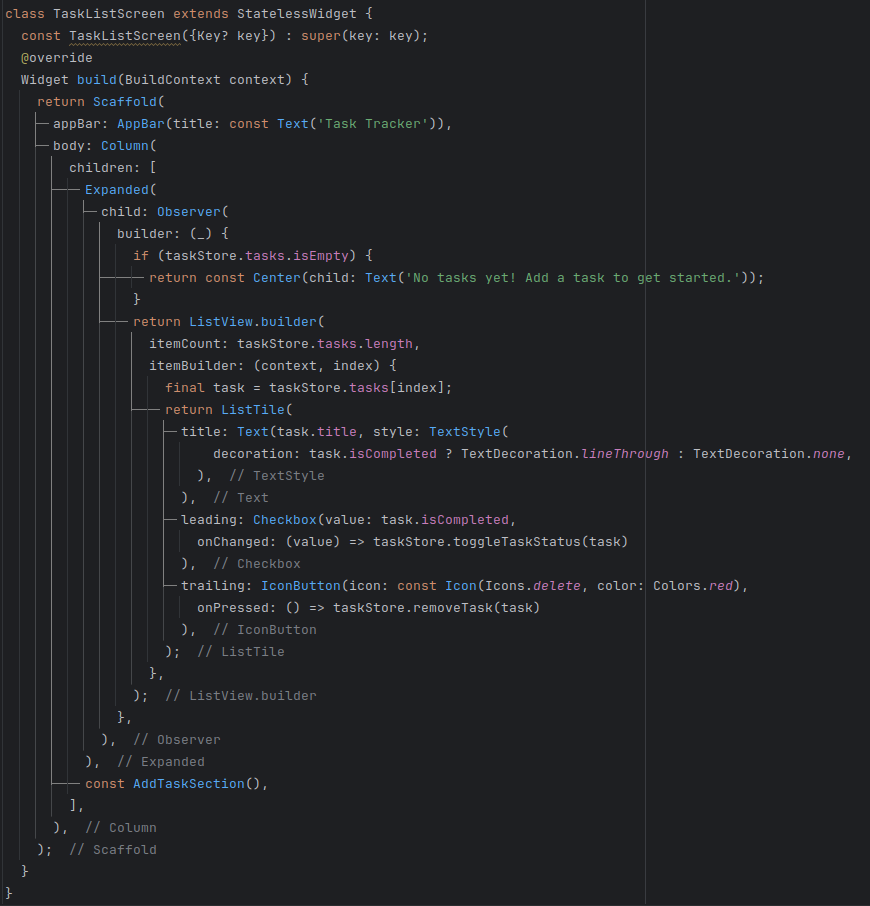 class TaskListScreen extends StatelessWidget {
  const TaskListScreen({Key? key}) : super(key: key);
  @override
  Widget build(BuildContext context) {
    return Scaffold(
      appBar: AppBar(title: const Text('Task Tracker')),
      body: Column(
        children: [
          Expanded(
            child: Observer(
              builder: (_) {
                if (taskStore.tasks.isEmpty) {
                  return const Center(child: Text('No tasks yet! Add a task to get started.'));
                }
                return ListView.builder(
                  itemCount: taskStore.tasks.length,
                  itemBuilder: (context, index) {
                    final task = taskStore.tasks[index];
                    return ListTile(
                      title: Text(task.title, style: TextStyle(
                          decoration: task.isCompleted ? TextDecoration.lineThrough : TextDecoration.none,
                        ),  // TextStyle
                      ),  // Text
                      leading: Checkbox(value: task.isCompleted,
                        onChanged: (value) => taskStore.toggleTaskStatus(task)
                      ),  // Checkbox
                      trailing: IconButton(icon: const Icon(Icons.delete, color: Colors.red),
                        onPressed: () => taskStore.removeTask(task)
                      ),  // IconButton
                    );  // ListTile
                  },
                );  // ListView.builder
              },
            ),  // Observer
          ),  // Expanded
          const AddTaskSection(),
        ],
      ),  // Column
    );  // Scaffold
  }
}